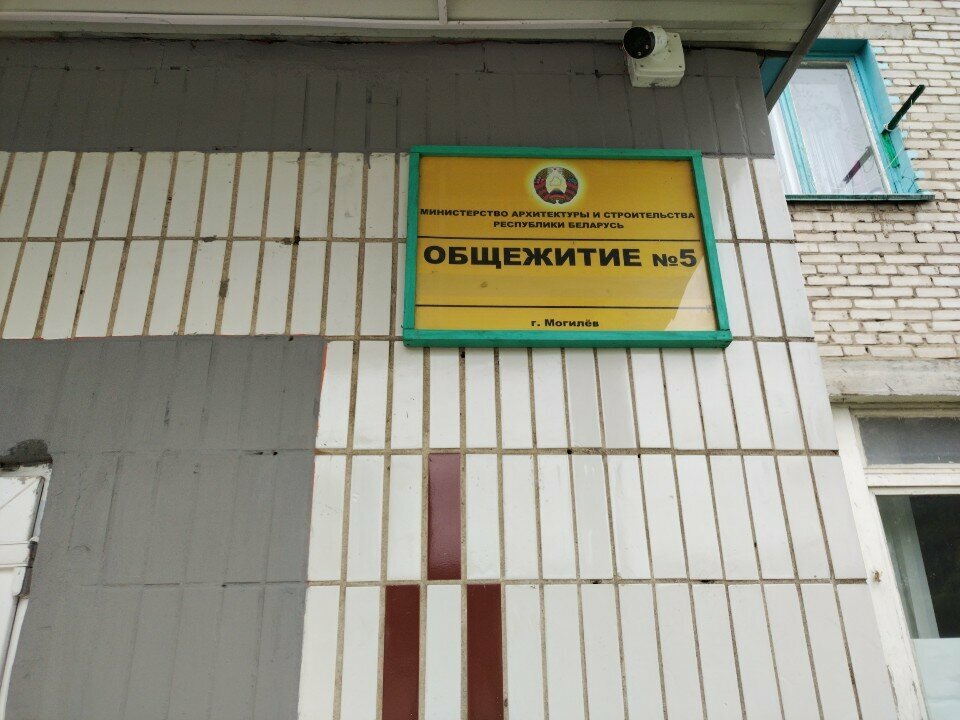 МИНИСТЕРСТВО АРХИТЕКТУРЫ И СТРОИТЕЛЬСТВА
РЕСПУБЛИКИ БЕЛАРУСЬ
ОБЩЕЖИТИЕ №5
г. Могилёв